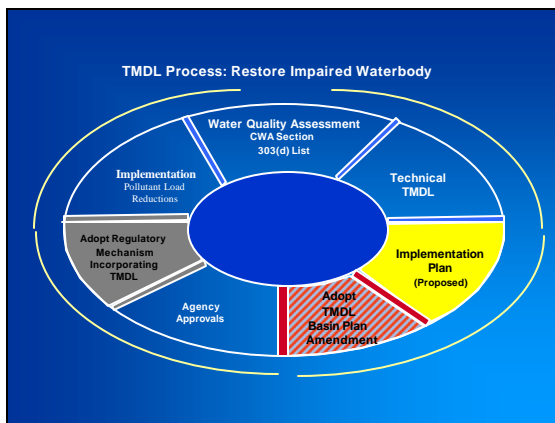 TMDL Process: Restore Impaired Waterbody
Water Quality Assessment
CWA Section
303(d) List
Technical
TMDL
Implementation
Plan
(Proposed)
Adopt
TMDL
Basin Plan
Amendment
Agency
Approvals
Adopt Regulatory
Mechanism
Incorporating
TMDL
Implementation
Pollutant Load
Reductions